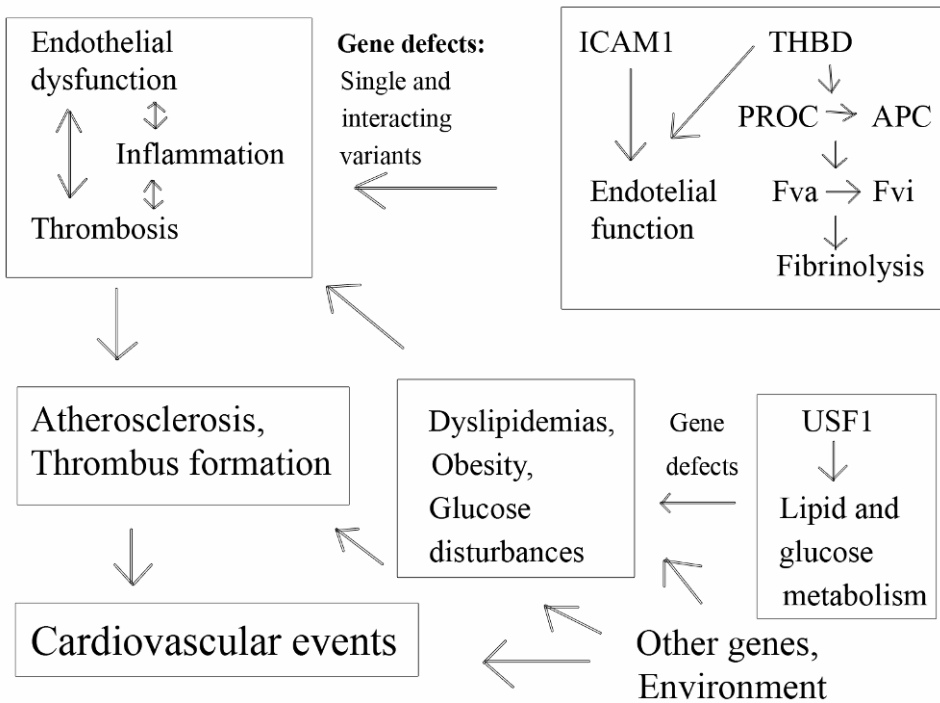 Endothelial
dysfunction
Inflammation
Thrombosis
Gene defects:
Single and
interacting
variants
ICAM1
THBD
PROC
APC
Endotelial
function
Fva
Fvi
Fibrinolysis
Atherosclerosis,
Thrombus formation
Dyslipidemias,
Obesity,
Glucose
disturbances
Gene
defects
USF1
Lipid and
glucose
metabolism
Cardiovascular events
Other genes,
Environment